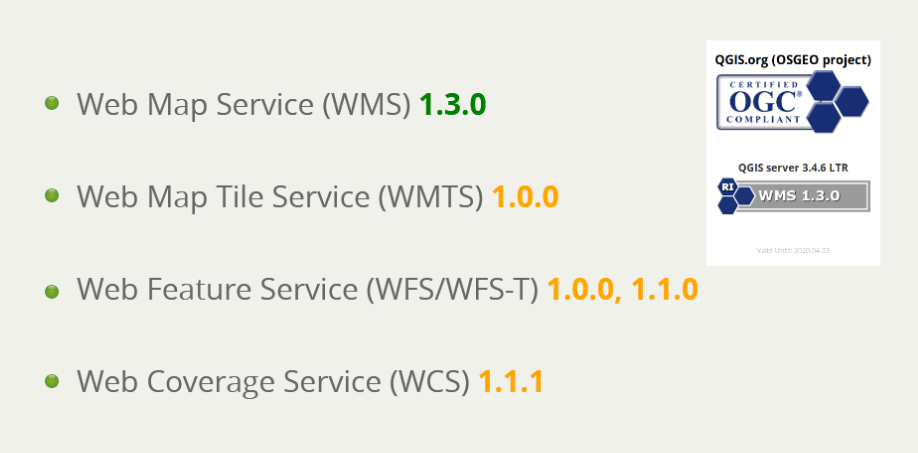 Web Map Service (WMS) 1.3.0
Web Map Tile Service (WMTS) 1.0.0
Web Feature Service (WFS/WFS-T) 1.0.0, 1.1.0
Web Coverage Service (WCS) 1.1.1
QGIS.org (OSGEO project)
CERTIFIED
OGC®
COMPLIANT
QGIS server 3.4.6 LTR
RI WMS 1.3.0
Valid Until: 2020-04-03